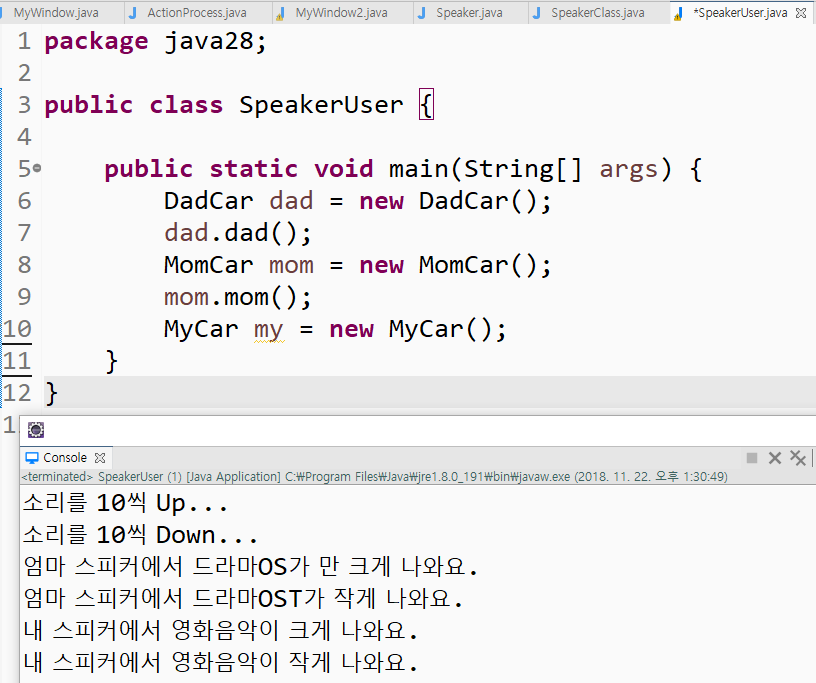 MyWindow.java ActionProcess.java MyWindow2.java Speaker.java SpeakerClass.java *SpeakerUser.java
1 package java28;
2
3 public class SpeakerUser {
4
5 public static void main(String[] args) {
6 DadCar dad = new DadCar();
7 dad.dad();
8 MomCar mom = new MomCar();
9 mom.mom();
10 MyCar my = new MyCar();
11 }
12 }
Console
<terminated> SpeakerUser (1) [Java Application] C:₩Program Files₩Java₩jre1.8.0_191₩bin₩javaw.exe (2018. 11. 22. 오후 1:30:49)
소리를 10씩 Up...
소리를 10씩 Down...
엄마 스피커에서 드라마OS가 만 크게 나와요.
엄마 스피커에서 드라마OST가 작게 나와요.
내 스피커에서 영화음악이 크게 나와요.
내 스피커에서 영화음악이 작게 나와요.